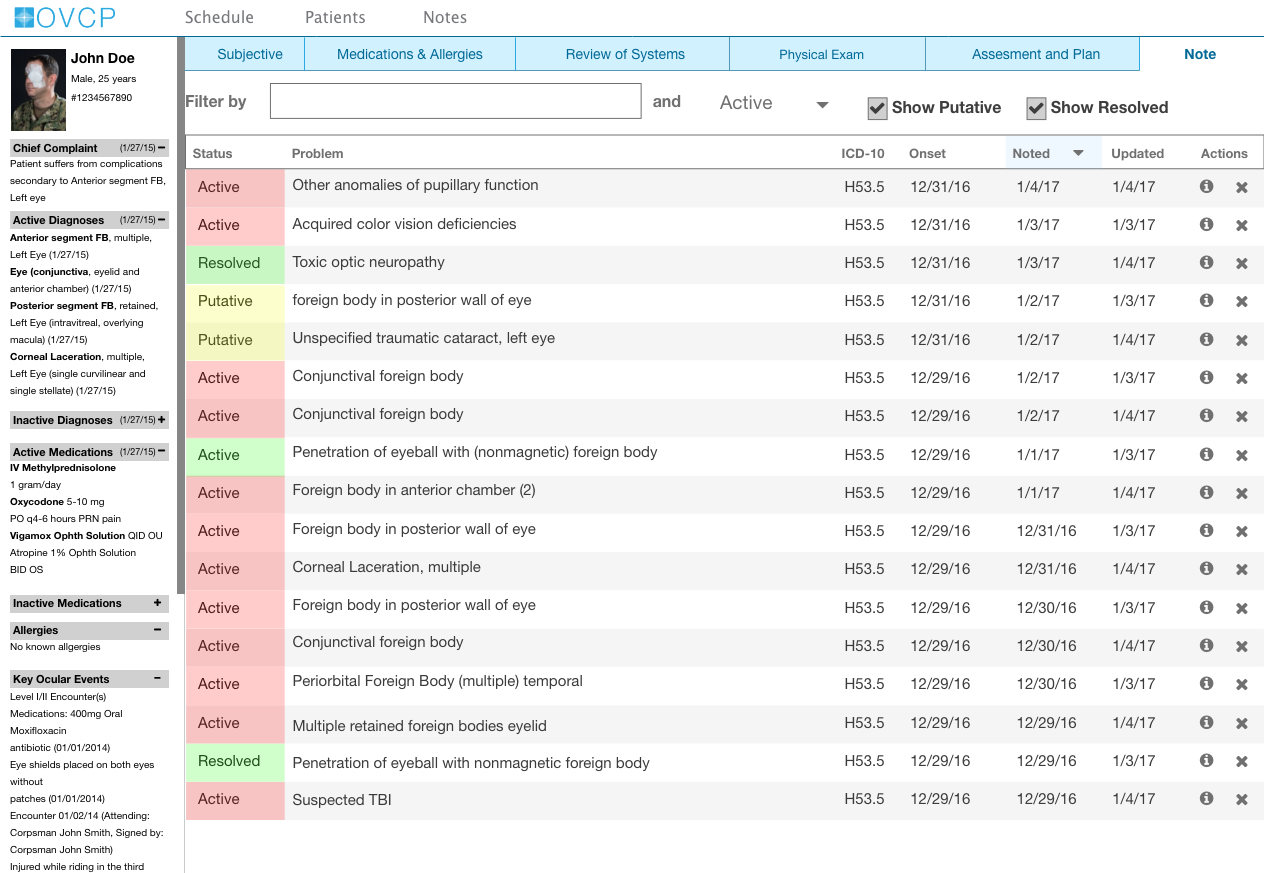 OVCP
Schedule Patients Notes
John Doe
Male, 25 years
#1234567890
Chief Complaint (1/27/15)
Patient suffers from complications
secondary to Anterior segment FB,
Left eye
Active Diagnoses (1/27/15)
Anterior segment FB, multiple,
Left Eye (1/27/15)
Eye (conjunctiva, eyelid and
anterior chamber) (1/27/15)
Posterior segment FB, retained,
Left Eye (intravitreal, overlying
macula) (1/27/15)
Corneal Laceration, multiple,
Left Eye (single curvilinear and
single stellate) (1/27/15)
Inactive Diagnoses (1/27/15)
Active Medications (1/27/15)
IV Methylprednisolone
1 gram/day
Oxycodone 5-10 mg
PO q4-6 hours PRN pain
Vigamox Ophth Solution QID OU
Atropine 1% Ophth Solution
BID OS
Inactive Medications
Allergies
No known allgergies
Key Ocular Events
Level I/II Encounter(s)
Medications: 400mg Oral
Moxifloxacin
antibiotic (01/01/2014)
Eye shields placed on both eyes
without
patches (01/01/2014)
Encounter 01/02/14 (Attending:
Corpsman John Smith, Signed by:
Corpsman John Smith)
Injured while riding in the third
Subjective Medications & Allergies Review of Systems Physical Exam Assesment and Plan Note
Filter by and Active Show Putative Show Resolved
Status Problem ICD-10 Onset Noted Updated Actions
Active Other anomalies of pupillary function H53.5 12/31/16 1/4/17 1/4/17
Active Acquired color vision deficiencies H53.5 12/31/16 1/3/17 1/3/17
Resolved Toxic optic neuropathy H53.5 12/31/16 1/3/17 1/4/17
Putative foreign body in posterior wall of eye H53.5 12/31/16 1/2/17 1/3/17
Putative Unspecified traumatic cataract, left eye H53.5 12/31/16 1/2/17 1/4/17
Active Conjunctival foreign body H53.5 12/29/16 1/2/17 1/3/17
Active Conjunctival foreign body H53.5 12/29/16 1/2/17 1/4/17
Active Penetration of eyeball with (nonmagnetic) foreign body H53.5 12/29/16 1/1/17 1/3/17
Active Foreign body in anterior chamber (2) H53.5 12/29/16 1/1/17 1/4/17
Active Foreign body in posterior wall of eye H53.5 12/29/16 12/31/16 1/3/17
Active Corneal Laceration, multiple H53.5 12/29/16 12/31/16 1/4/17
Active Foreign body in posterior wall of eye H53.5 12/29/16 12/30/16 1/3/17
Active Conjunctival foreign body H53.5 12/29/16 12/30/16 1/4/17
Active Periorbital Foreign Body (multiple) temporal H53.5 12/29/16 12/30/16 1/3/17
Active Multiple retained foreign bodies eyelid H53.5 12/29/16 12/29/16 1/4/17
Resolved Penetration of eyeball with nonmagnetic foreign body H53.5 12/29/16 12/29/16 1/3/17
Active Suspected TBI H53.5 12/29/16 12/29/16 1/4/17